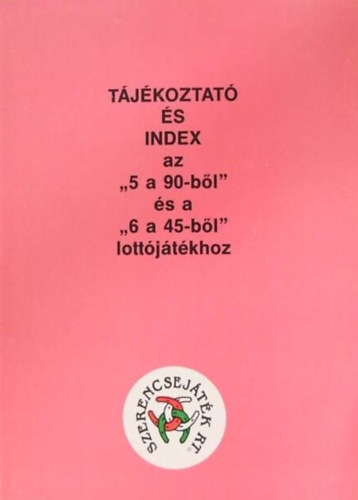 TÁJÉKOZTATÓ
ÉS
INDEX
az
„5 a 90-ből”
és a
„6 a 45-ből”
lottójátékhoz
SZERENCSEJÁTÉK RT.